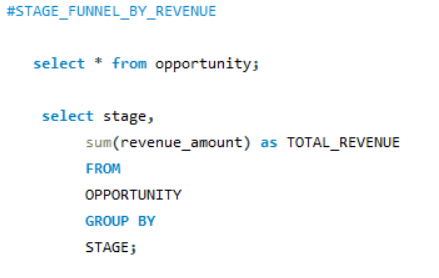 #STAGE_FUNNEL_BY_REVENUE
select * from opportunity;
select stage,
sum(revenue_amount) as TOTAL_REVENUE
FROM
OPPORTUNITY
GROUP BY
STAGE;